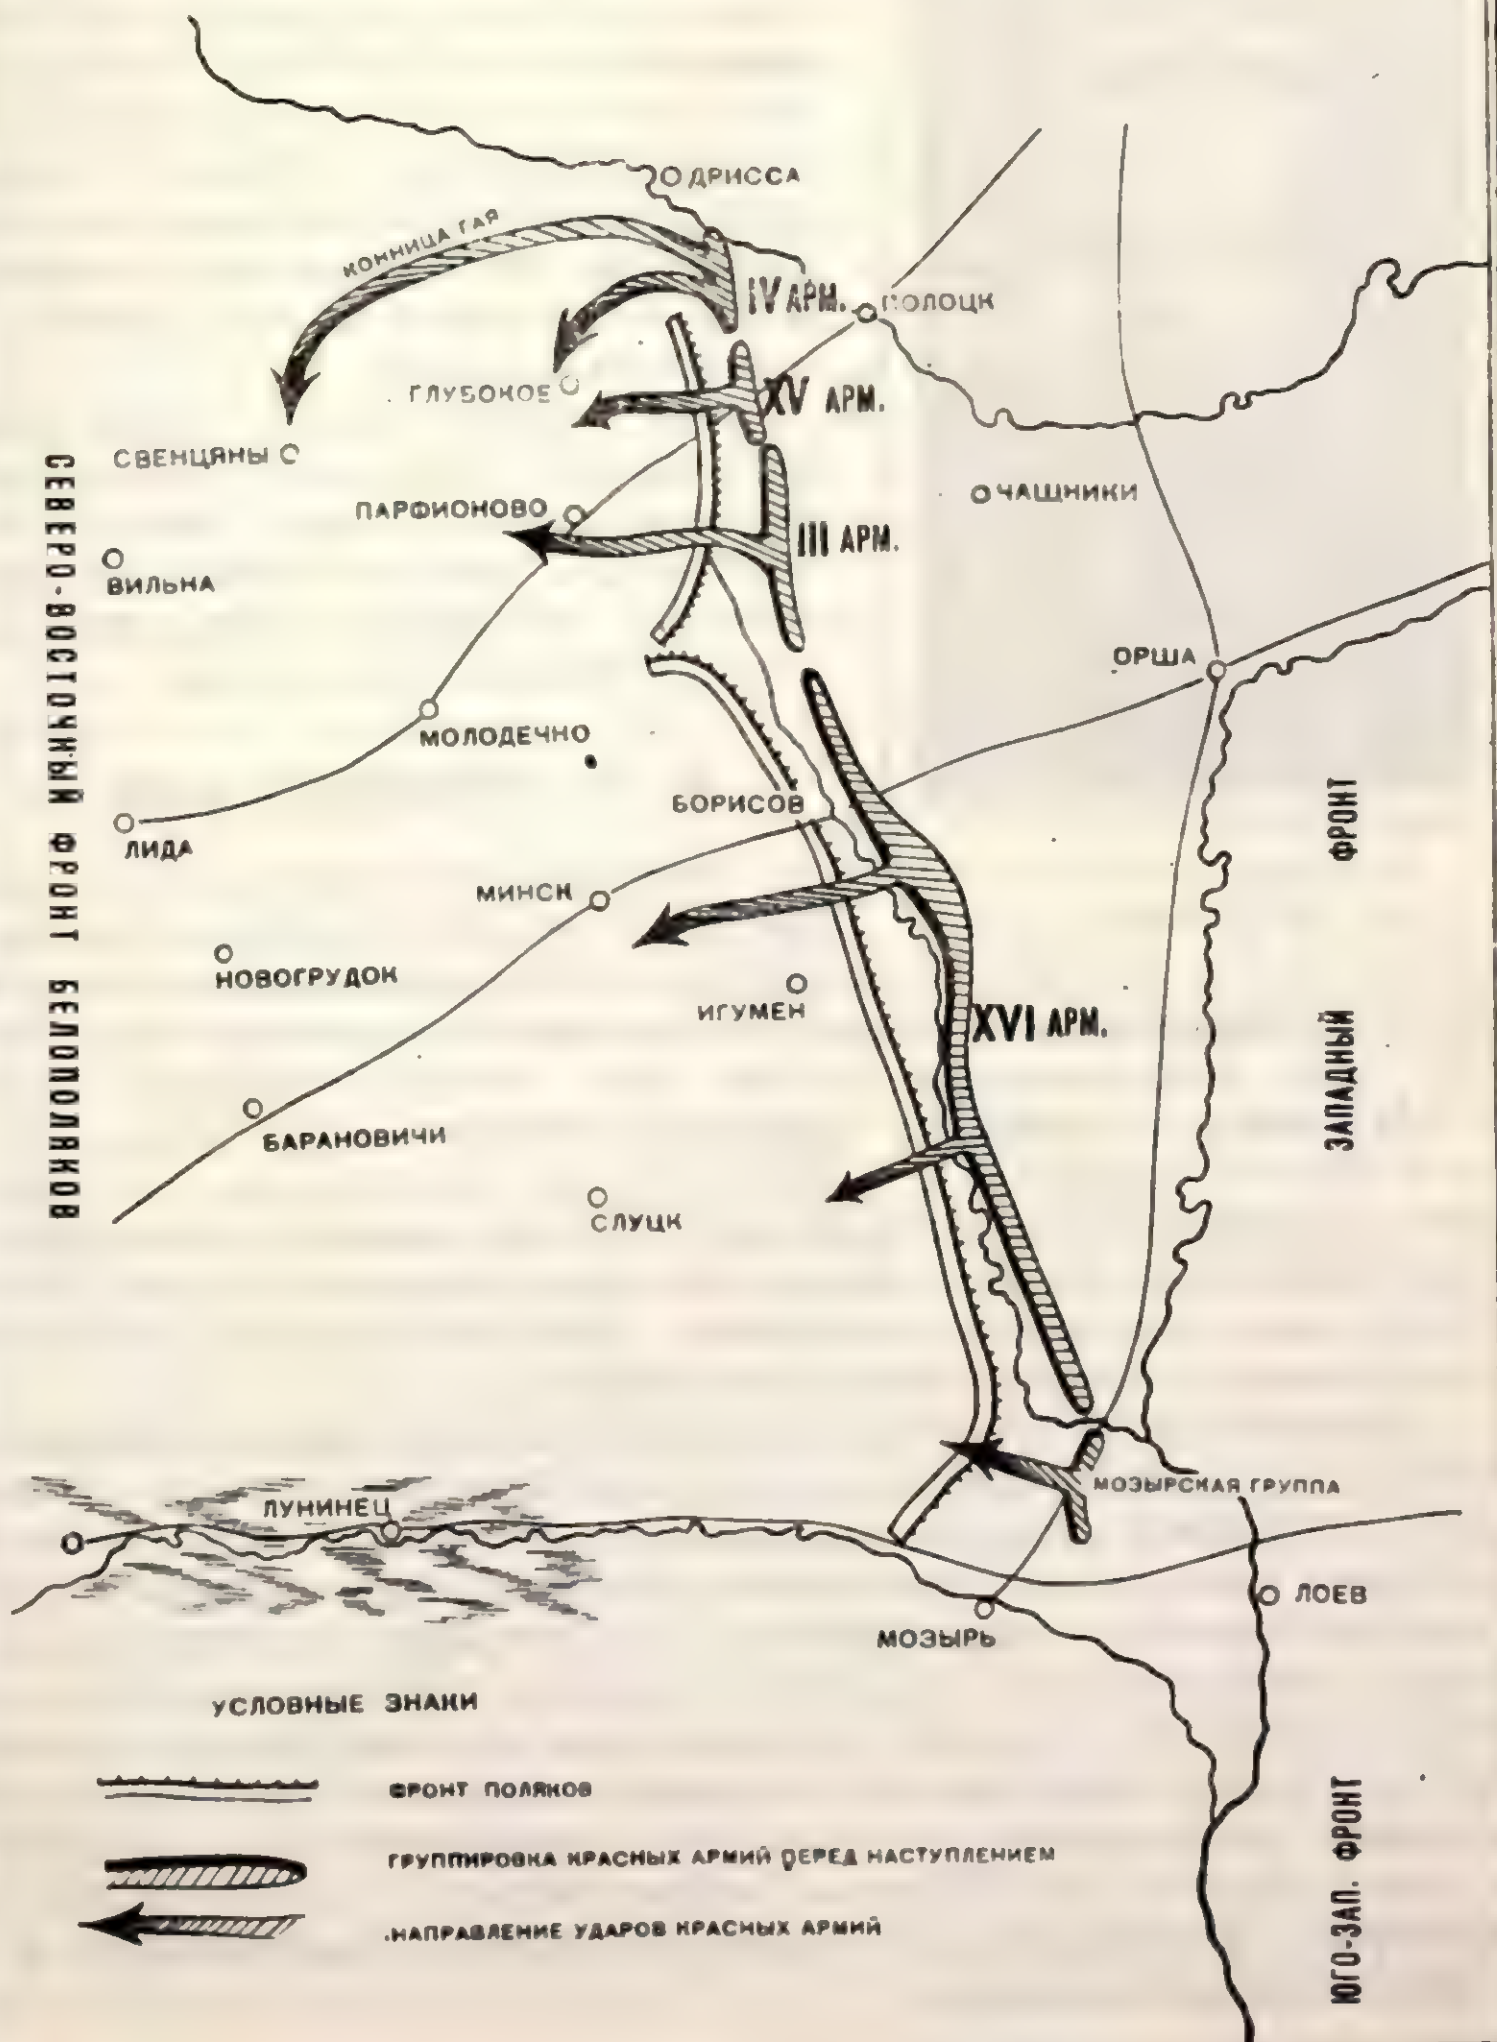 ДРИССА
КОННИЦА ГАЯ
IV АРМ.
ПОЛОЦК
ГЛУБОКОЕ
XV АРМ.
СВЕНЦЯНЫ
ЧАШНИКИ
ПАРФИОНОВО
III АРМ.
ВИЛЬНА
ОРША
МОЛОДЕЧНО
БОРИСОВ
ЛИДА
МИНСК
НОВОГРУДОК
ИГУМЕН
XVI АРМ.
БАРАНОВИЧИ
СЛУЦК
СЕВЕРО-ВОСТОЧНЫЙ ФРОНТ БЕЛОПОЛЯКОВ
ЗАПАДНЫЙ ФРОНТ
МОЗЫРСКАЯ ГРУППА
ЛУНИНЕЦ
ЛОЕВ
МОЗЫРЬ
ЮГО-ЗАП. ФРОНТ
УСЛОВНЫЕ ЗНАКИ
ФРОНТ ПОЛЯКОВ
ГРУППИРОВКА КРАСНЫХ АРМИЙ ПЕРЕД НАСТУПЛЕНИЕМ
НАПРАВЛЕНИЕ УДАРОВ КРАСНЫХ АРМИЙ